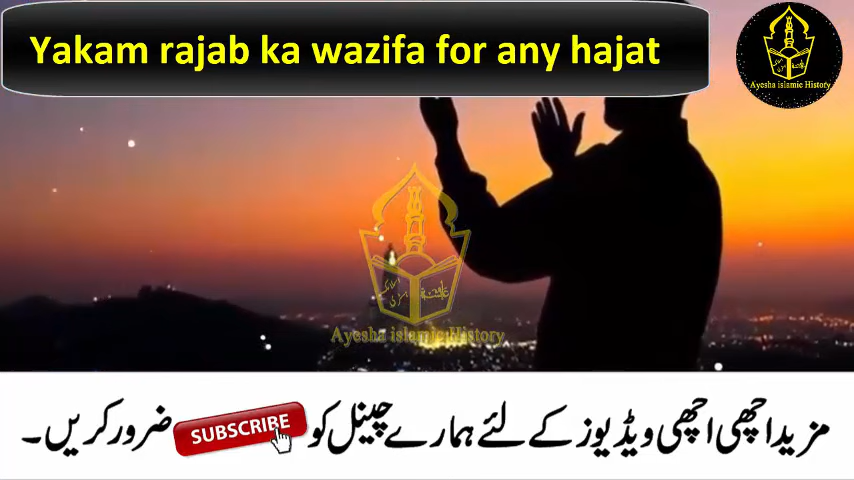 Yakam rajab ka wazifa for any hajat
Ayesha islamic History
Ayesha islamic History
مزید اچھی اچھی ویڈیوز کے لئے ہمارے چینل کو SUBSCRIBE ضرور کریں۔